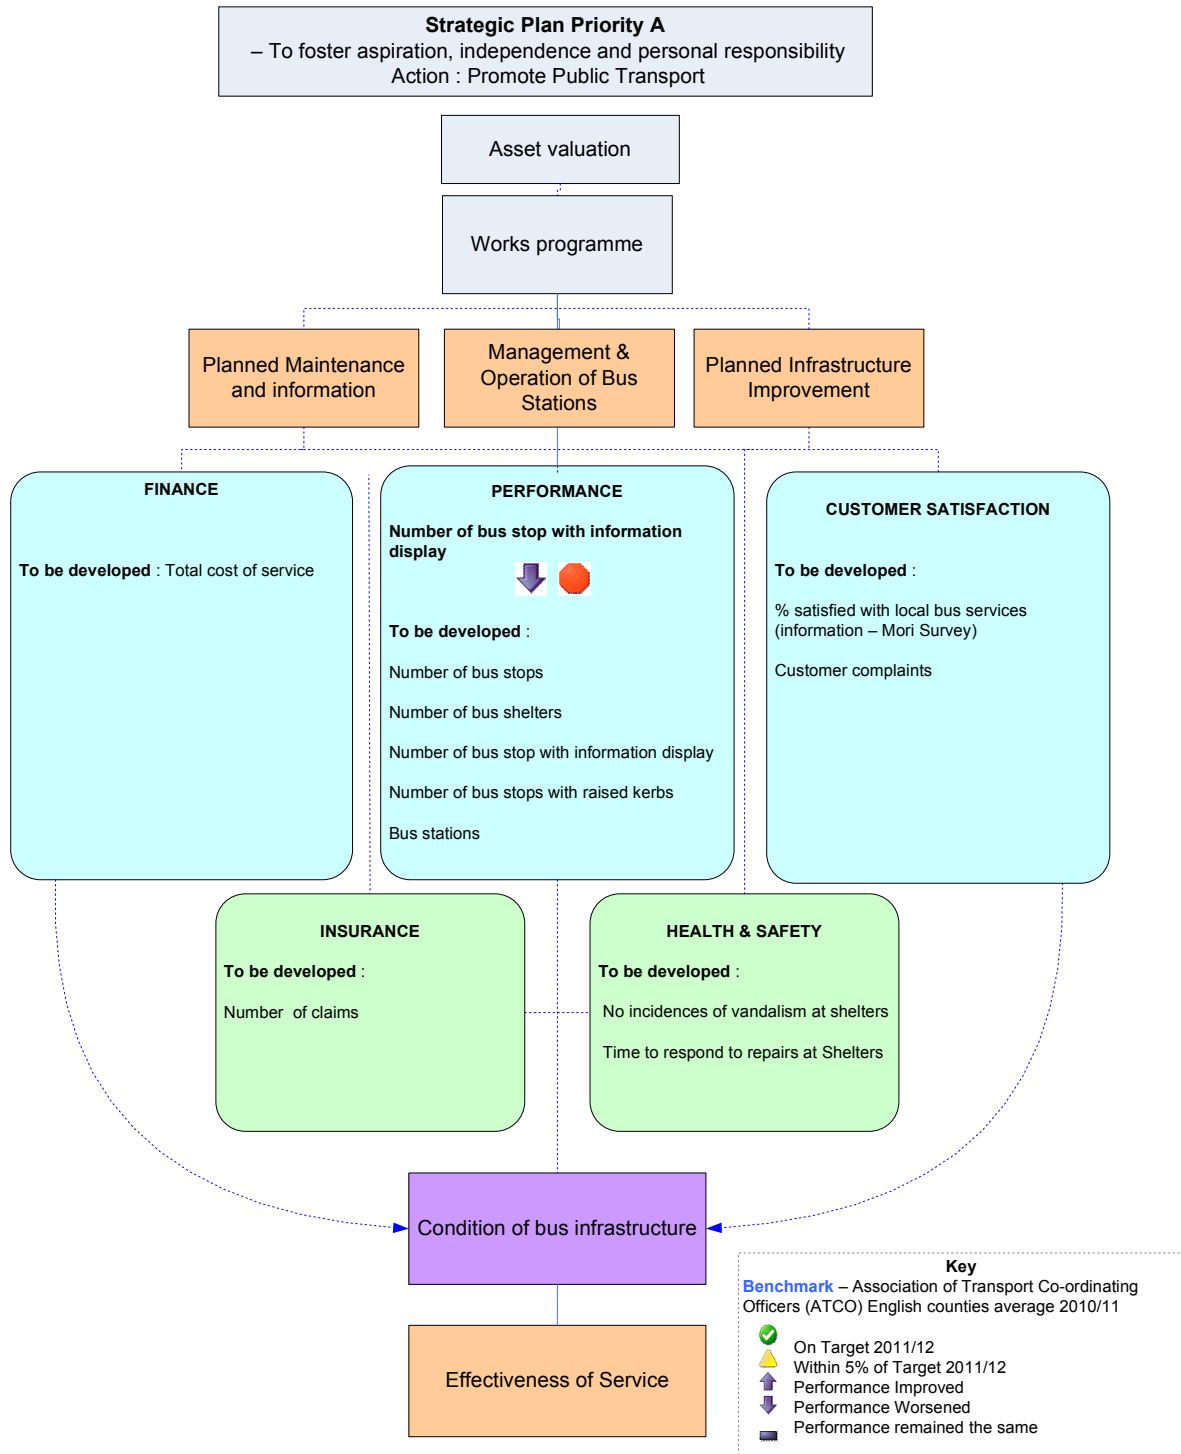 Strategic Plan Priority A
– To foster aspiration, independence and personal responsibility
Action : Promote Public Transport
Asset valuation
Works programme
Planned Maintenance
and information
Management &
Operation of Bus
Stations
Planned Infrastructure
Improvement
FINANCE
To be developed : Total cost of service
PERFORMANCE
Number of bus stop with information
display
To be developed :
Number of bus stops
Number of bus shelters
Number of bus stop with information display
Number of bus stops with raised kerbs
Bus stations
CUSTOMER SATISFACTION
To be developed :
% satisfied with local bus services
(information – Mori Survey)
Customer complaints
INSURANCE
To be developed :
Number of claims
HEALTH & SAFETY
To be developed :
No incidences of vandalism at shelters
Time to respond to repairs at Shelters
Condition of bus infrastructure
Effectiveness of Service
Key
Benchmark – Association of Transport Co-ordinating
Officers (ATCO) English counties average 2010/11
On Target 2011/12
Within 5% of Target 2011/12
Performance Improved
Performance Worsened
Performance remained the same